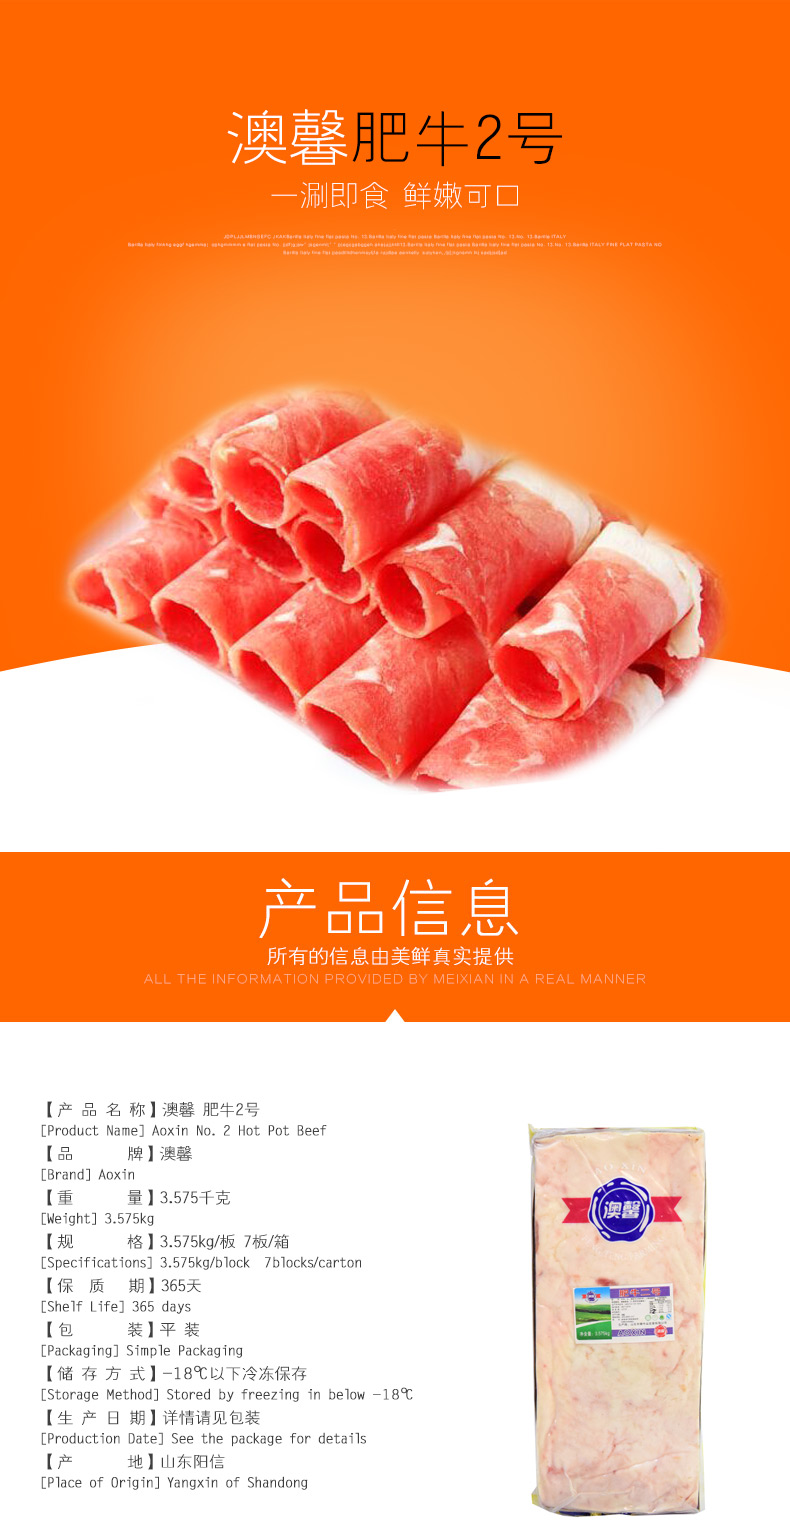 澳馨肥牛2号
一涮即食 鲜嫩可口
产品信息
所有的信息由美鲜真实提供
ALL THE INFORMATION PROVIDED BY MEIXIAN IN A REAL MANNER
【产 品 名 称】澳馨 肥牛2号
[Product Name] Aoxin No. 2 Hot Pot Beef
【品 牌】澳馨
[Brand] Aoxin
【重 量】3.575千克
[Weight] 3.575kg
【规 格】3.575kg/板 7板/箱
[Specifications] 3.575kg/block 7blocks/carton
【保 质 期】365天
[Shelf Life] 365 days
【包 装】平 装
[Packaging] Simple Packaging
【储 存 方 式】-18℃以下冷冻保存
[Storage Method] Stored by freezing in below -18℃
【生 产 日 期】详情请见包装
[Production Date] See the package for details
【产 地】山东阳信
[Place of Origin] Yangxin of Shandong
AOXIN
澳馨
肥牛二号
AOXIN